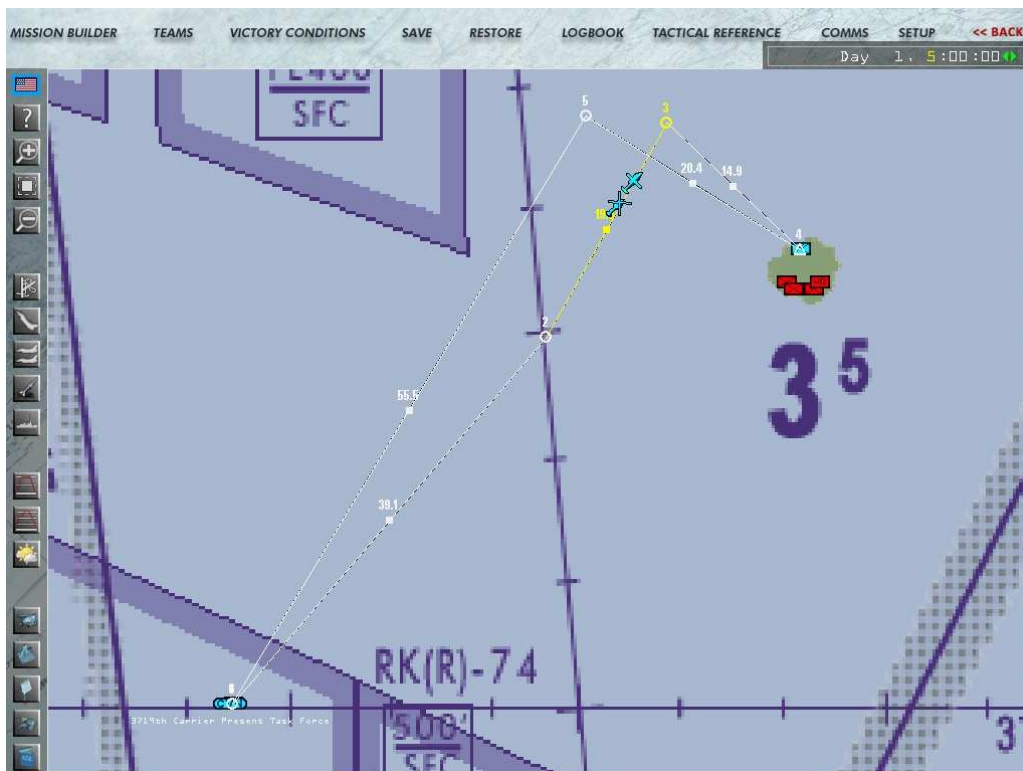 MISSION BUILDER TEAMS VICTORY CONDITIONS SAVE RESTORE LOGBOOK TACTICAL REFERENCE COMMS SETUP << BACK
Day 1. 5:00:00
SFC
5
3
20.4
14.9
4
2
3 5
55.5
39.1
RK(R)-74
3719th Carrier Present Task Force
500'
SFC
3